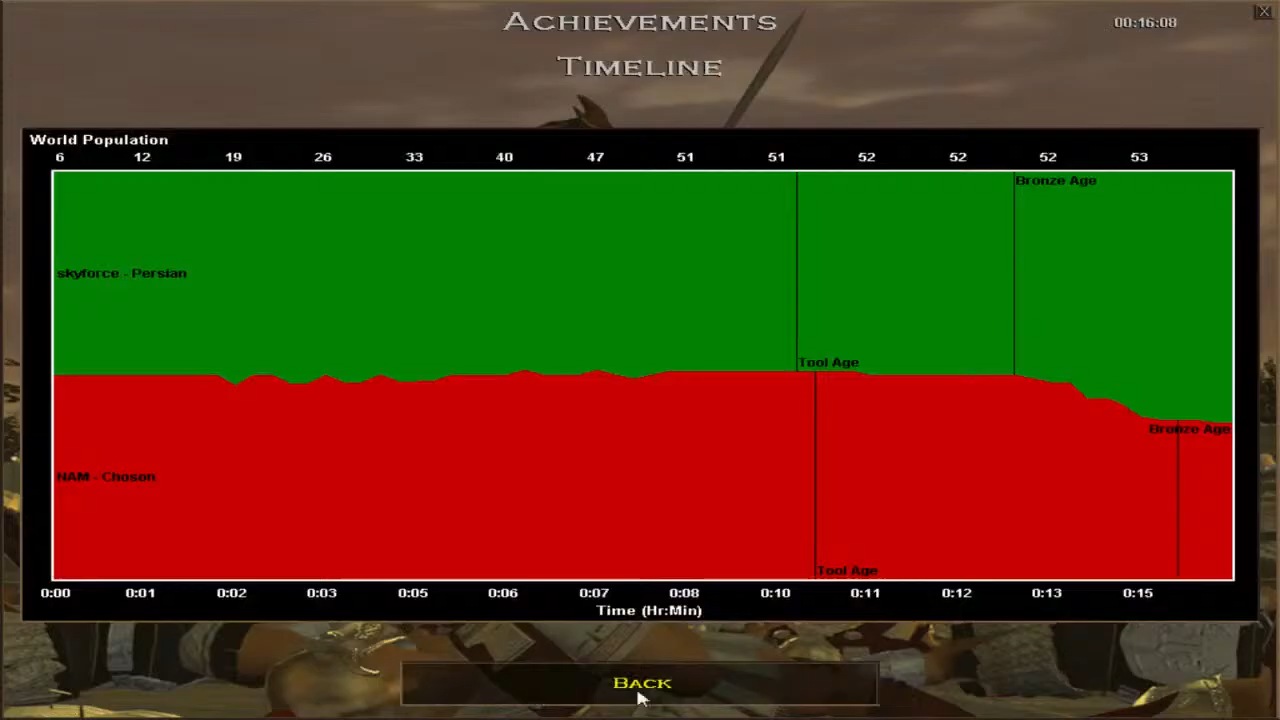 ACHIEVEMENTS
00:16:08
TIMELINE
World Population
6 12 19 26 33 40 47 51 51 52 52 52 53
Bronze Age
skyforce - Persian
Tool Age
Bronze Age
NAM - Choson
Tool Age
0:00 0:01 0:02 0:03 0:05 0:06 0:07 0:08 0:10 0:11 0:12 0:13 0:15
Time (Hr:Min)
BACK